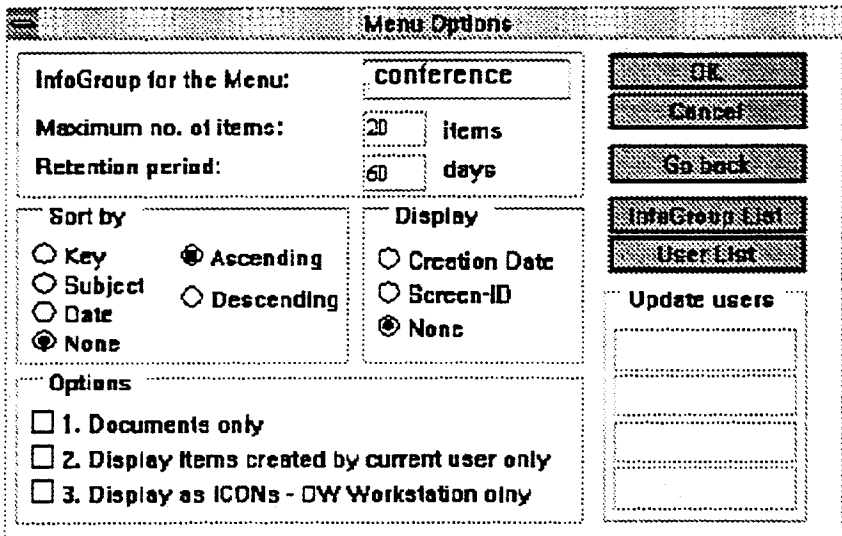 Menu Options
InfoGroup for the Menu: conference
Maximum no. of items: 20 items
Retention period: 60 days
OK
Cancel
Go back
InfoGroup List
User List
Sort by
Key
Subject
Date
None
Ascending
Descending
Display
Creation Date
Screen-ID
None
Update users
Options
1. Documents only
2. Display items created by current user only
3. Display as ICONs - OW Workstation olny